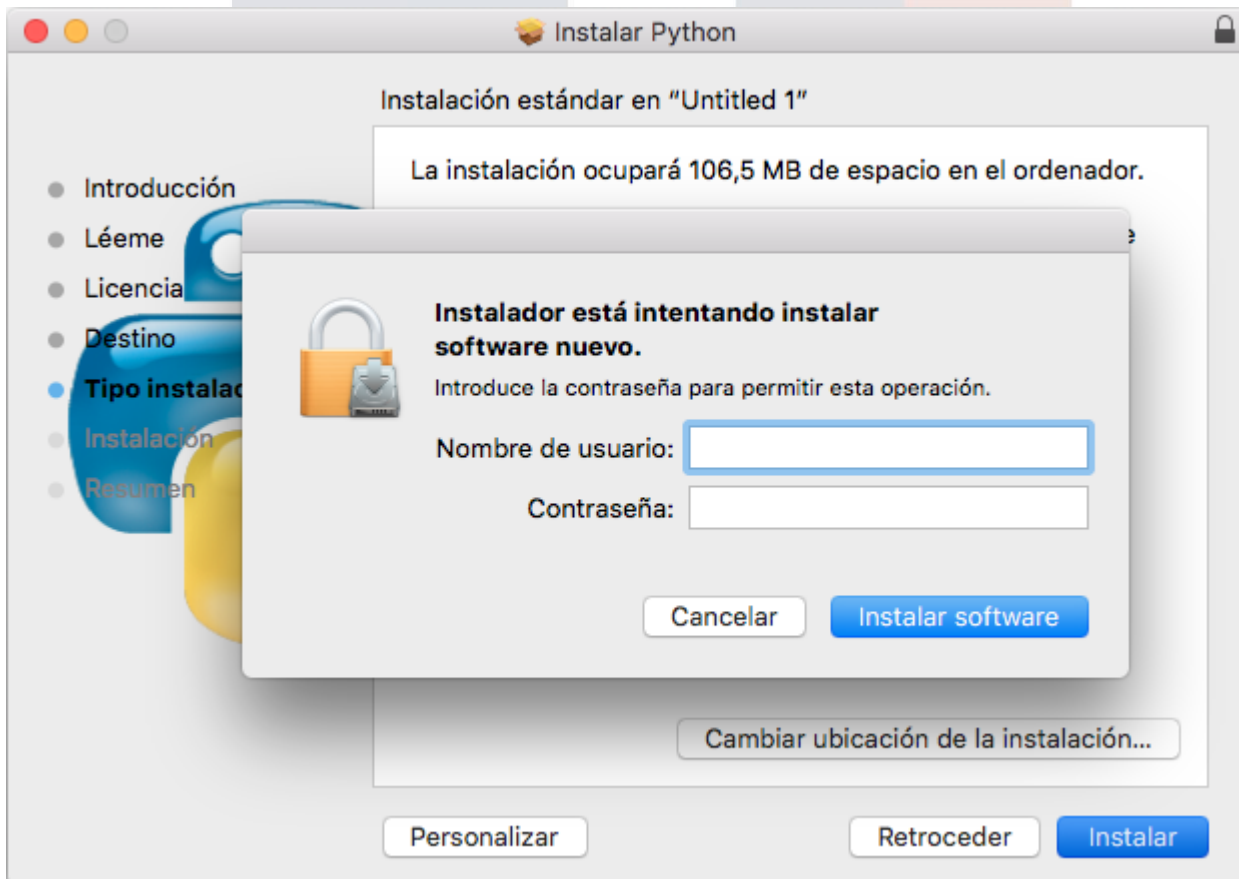 Instalar Python
Instalación estándar en “Untitled 1”
La instalación ocupará 106,5 MB de espacio en el ordenador.
Introducción
Léeme
Licencia
Destino
Tipo instalac
Instalación
Resumen
Instalador está intentando instalar
software nuevo.
Introduce la contraseña para permitir esta operación.
Nombre de usuario:
Contraseña:
Cancelar
Instalar software
Cambiar ubicación de la instalación...
Personalizar
Retroceder
Instalar